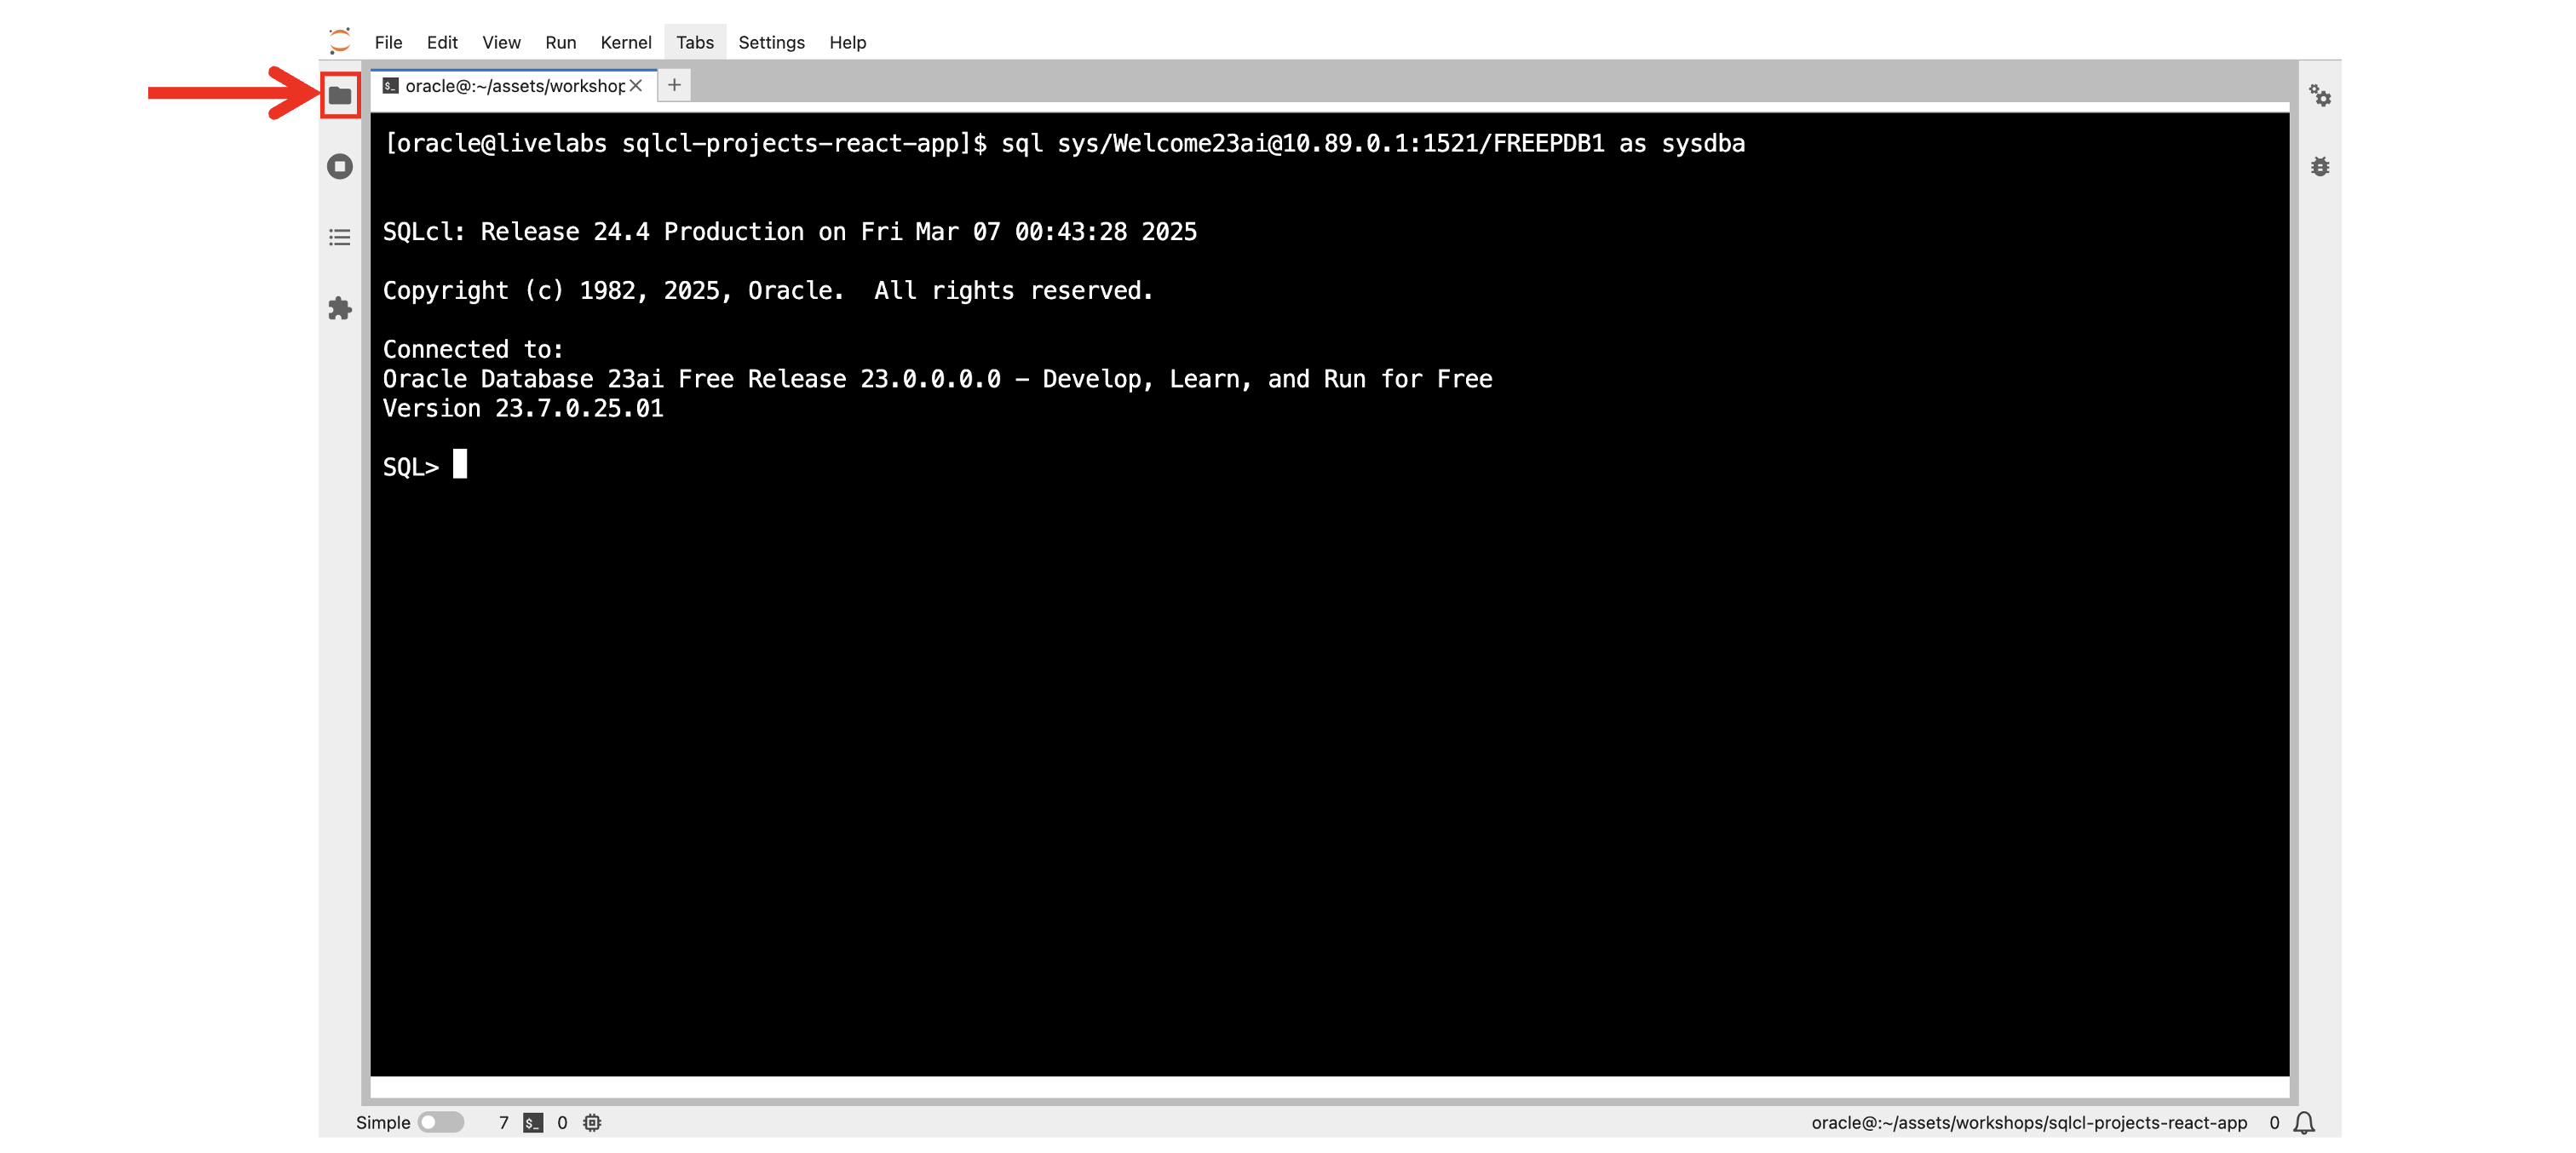 File Edit View Run Kernel Tabs Settings Help
oracle@:~/assets/workshop
[oracle@livelabs sqlcl-projects-react-app]$ sql sys/Welcome23ai@10.89.0.1:1521/FREEPDB1 as sysdba
SQLcl: Release 24.4 Production on Fri Mar 07 00:43:28 2025
Copyright (c) 1982, 2025, Oracle.  All rights reserved.
Connected to:
Oracle Database 23ai Free Release 23.0.0.0.0 - Develop, Learn, and Run for Free
Version 23.7.0.25.01
SQL>
Simple 7 $_ 0 oracle@:~/assets/workshops/sqlcl-projects-react-app 0